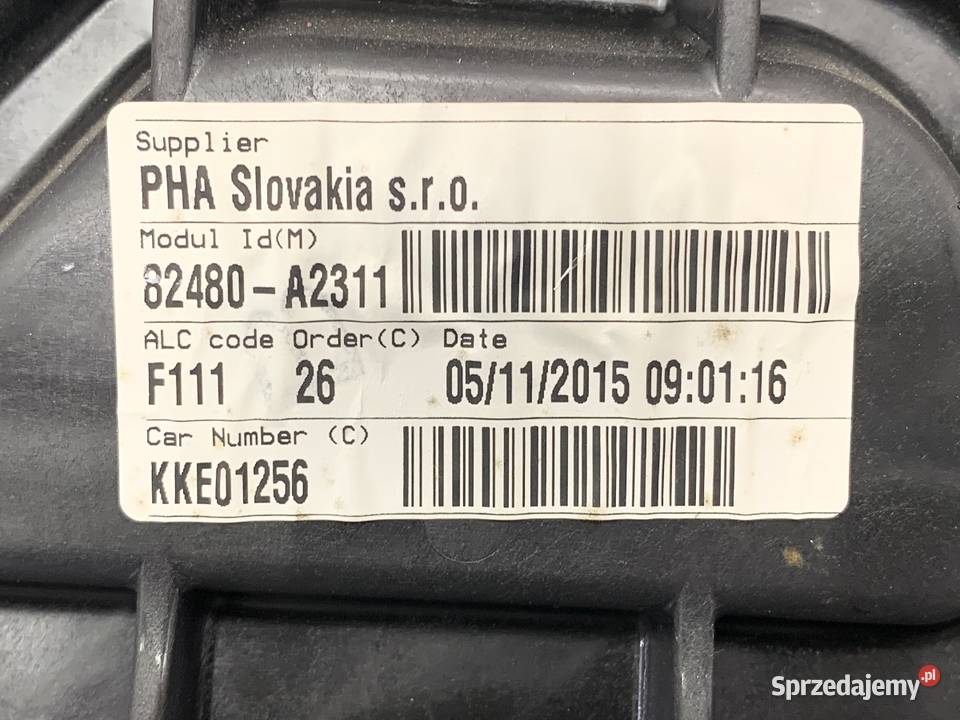 Supplier
PHA Slovakia s.r.o.
Modul Id(M)
82480-A2311
ALC code Order(C) Date
F111 26 05/11/2015 09:01:16
Car Number (C)
KKE01256
Sprzedajemy.pl